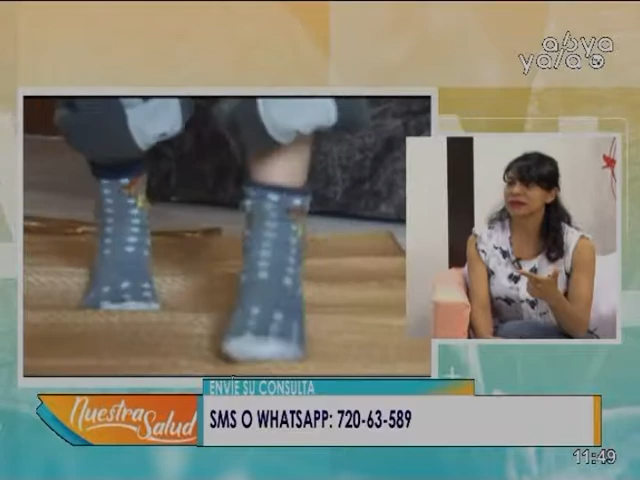 abya
yala tv
ENVÍE SU CONSULTA
Nuestra Salud
SMS O WHATSAPP: 720-63-589
11:49